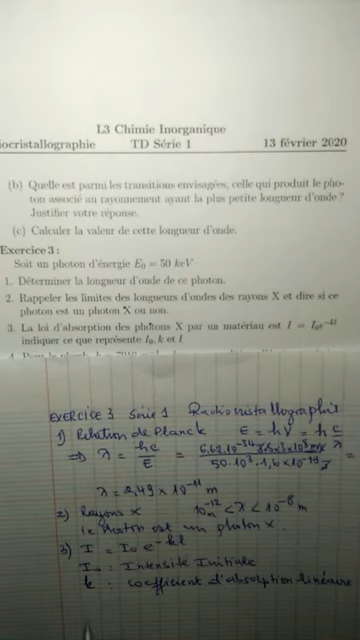 L3 Chimie Inorganique
iocristallographie TD Série 1 13 février 2020
(b) Quelle est parmi les transitions envisagées, celle qui produit le pho-
ton associé au rayonnement ayant la plus petite longueur d'onde ?
Justifier votre réponse.
(c) Calculer la valeur de cette longueur d'onde.
Exercice 3 :
Soit un photon d'énergie E₀ = 50 keV
1. Déterminer la longueur d'onde de ce photon.
2. Rappeler les limites des longueurs d'ondes des rayons X et dire si ce
photon est un photon X ou non.
3. La loi d'absorption des photons X par un matériau est I = I₀e⁻ᵏˡ
indiquer ce que représente I₀, k et l
EXERCICE 3 Série 1 Radiocristallographie
1) Relation de Planck E = hν = h c/λ
⇒ λ = hc/E = 6,62.10⁻³⁴ × 3×10⁸ / 50.10³.1,6×10⁻¹⁹ =
λ = 2,49 × 10⁻¹¹ m
2) Rayons X 10⁻¹² m < λ < 10⁻⁸ m
le photon est un photon X.
3) I = I₀ e⁻ᵏˡ
I₀ : Intensité Initiale
k : coefficient d'absorption linéaire